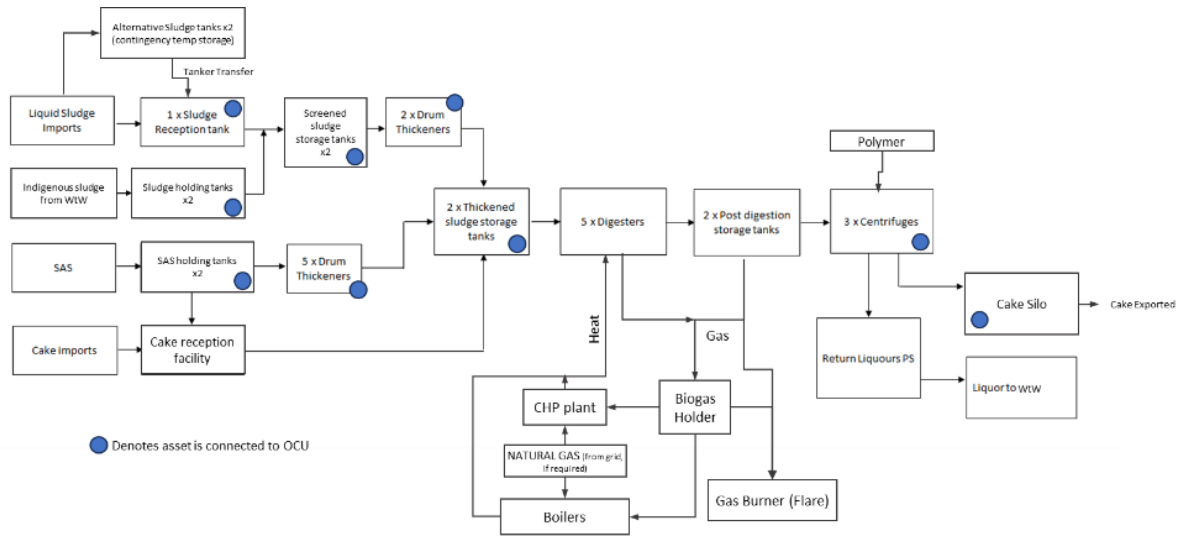 Alternative Sludge tanks x2
(contingency temp storage)
Tanker Transfer
Liquid Sludge
Imports
1 x Sludge
Reception tank
Screened
sludge
storage tanks
x2
2 x Drum
Thickeners
Polymer
Indigenous sludge
from WtW
Sludge holding tanks
x2
2 x Thickened
sludge storage
tanks
5 x Digesters
2 x Post digestion
storage tanks
3 x Centrifuges
SAS
SAS holding tanks
x2
5 x Drum
Thickeners
Cake Silo
Cake Exported
Cake Imports
Cake reception
facility
Heat
Gas
Return Liquours PS
Liquor to WtW
CHP plant
Biogas
Holder
Denotes asset is connected to OCU
NATURAL GAS (from grid,
if required)
Gas Burner (Flare)
Boilers